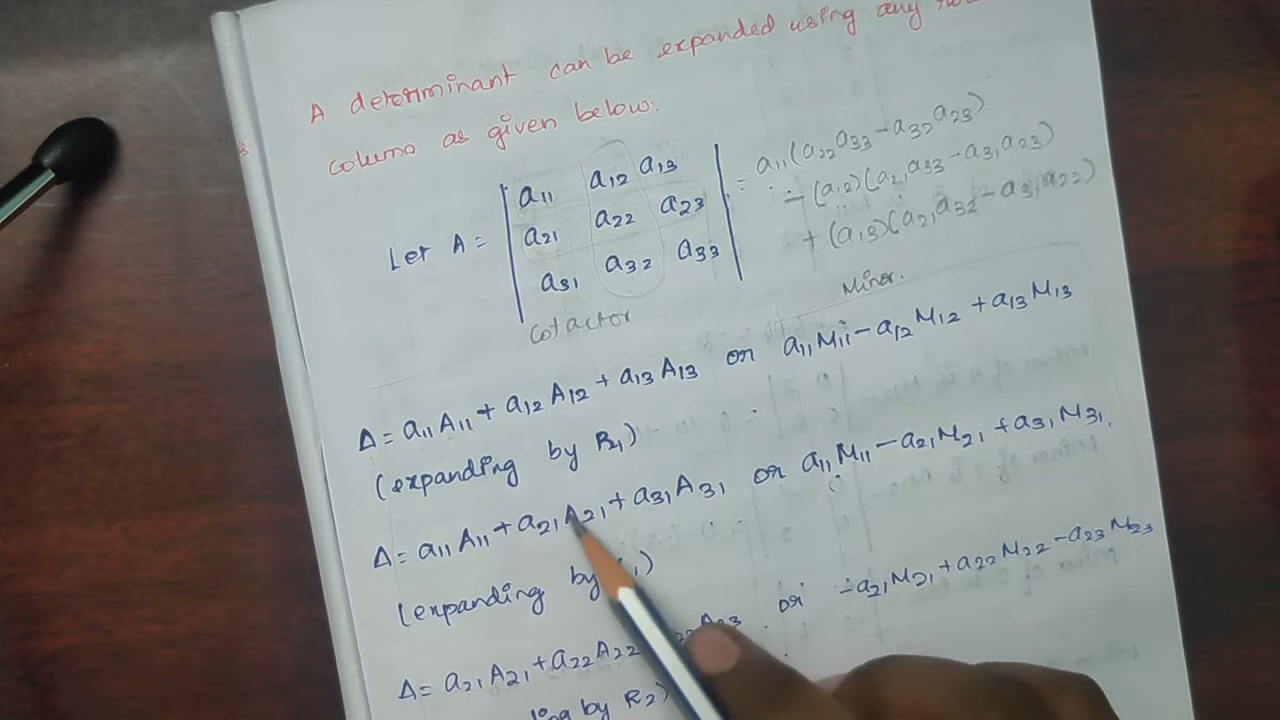 A determinant can be expanded using any
column as given below:
Let A = | a11 a12 a13 | = a11(a22a33 - a32a23)
| a21 a22 a23 | - (a12)(a21a33 - a31a23)
| a31 a32 a33 | + (a13)(a21a32 - a31a22)
Cofactor Minor.
Δ = a11A11 + a12A12 + a13A13 or a11M11 - a12M12 + a13M13
(expanding by R1)
Δ = a11A11 + a21A21 + a31A31 or a11M11 - a21M21 + a31M31.
(expanding by
Δ = a21A21 + a22A22 or -a21M21 + a22M22 - a23M23
by R2)